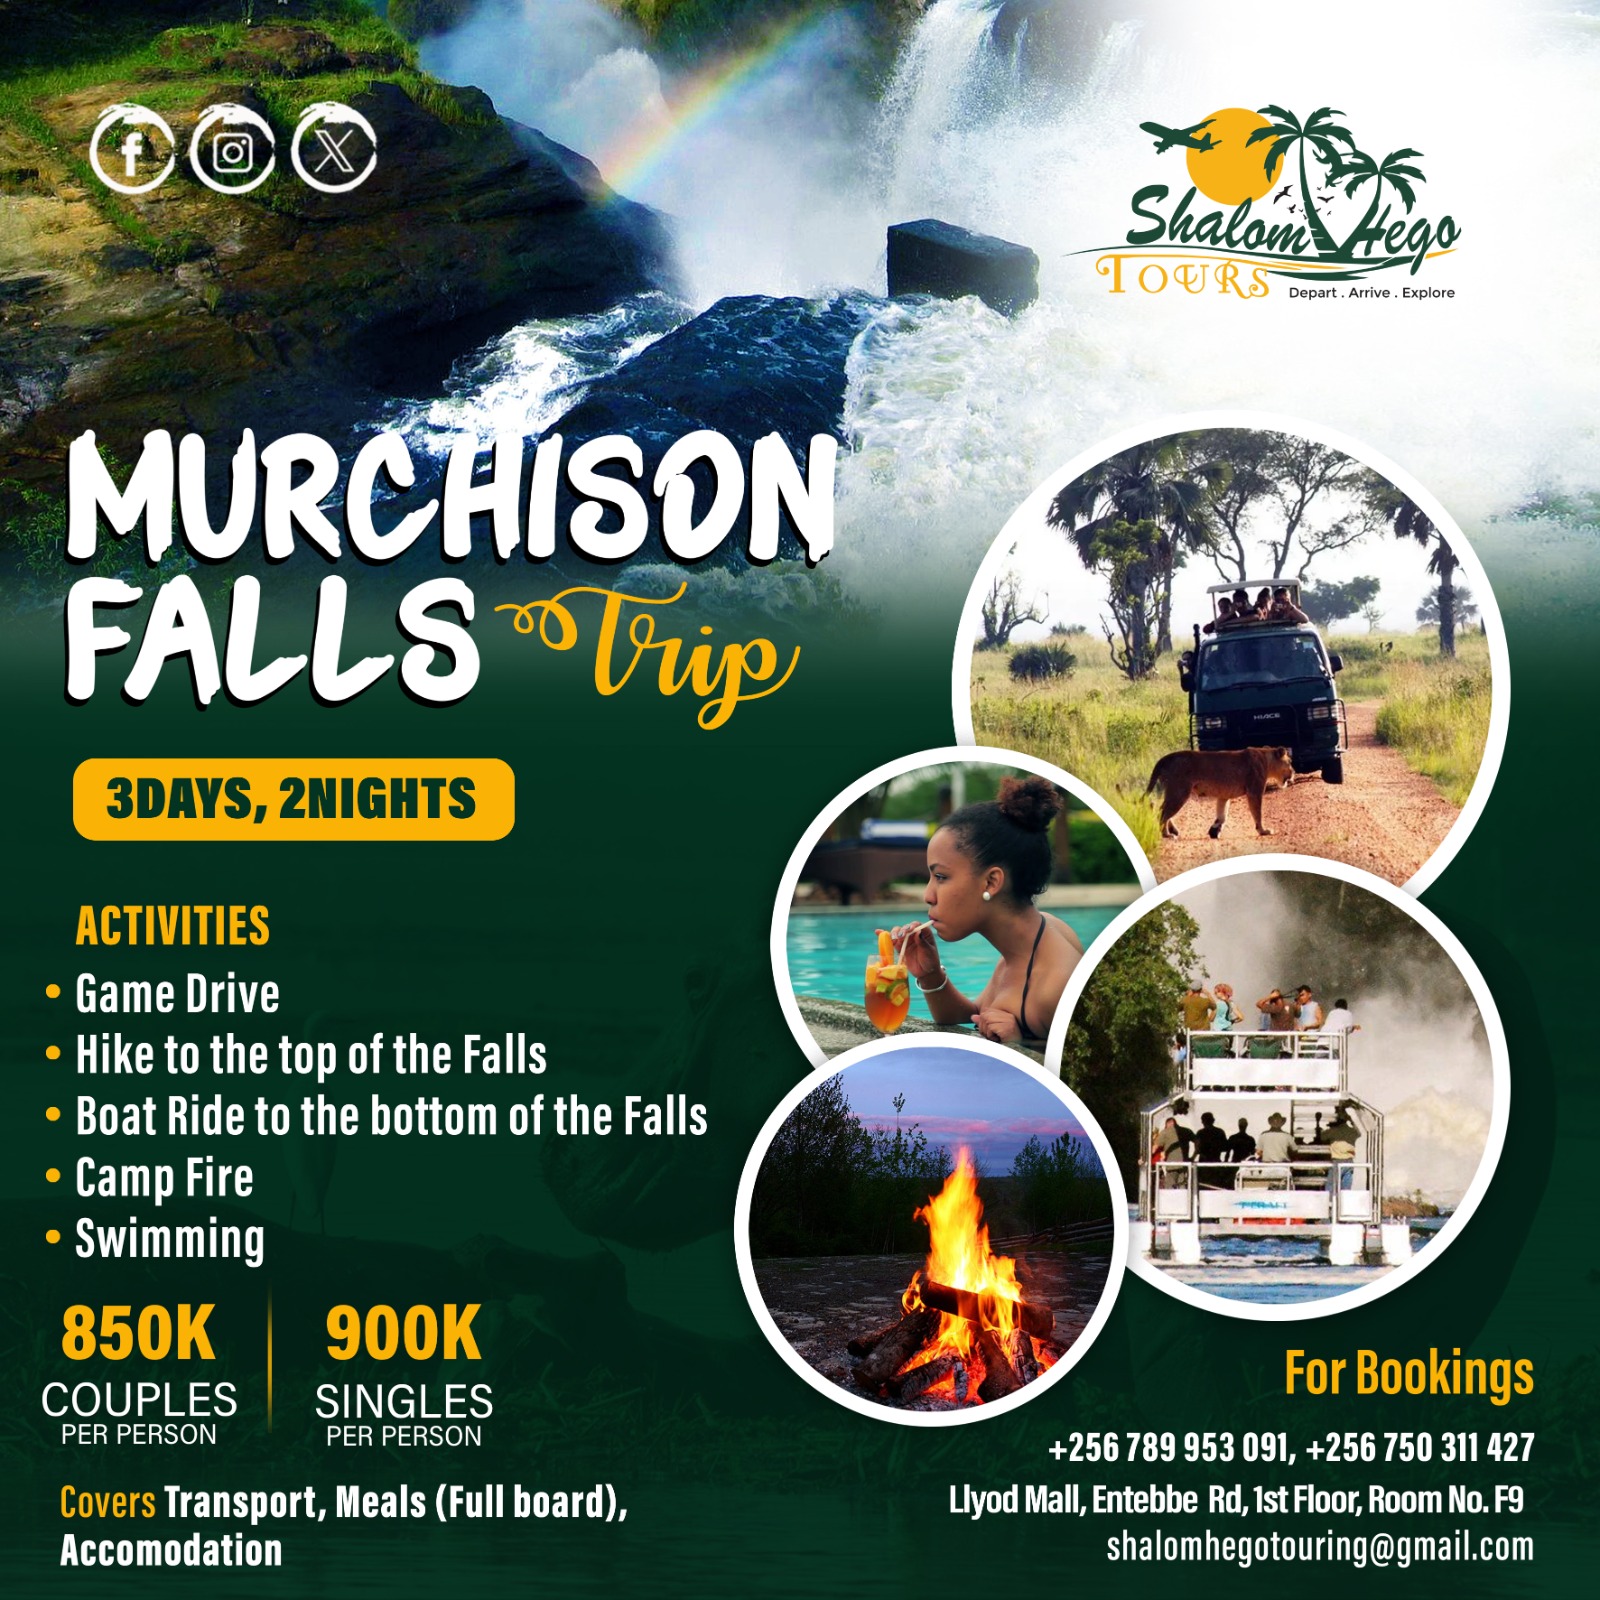 Shalom Hego
TOURS
Depart . Arrive . Explore
MURCHISON
FALLS Trip
3DAYS, 2NIGHTS
ACTIVITIES
• Game Drive
• Hike to the top of the Falls
• Boat Ride to the bottom of the Falls
• Camp Fire
• Swimming
850K
COUPLES
PER PERSON
900K
SINGLES
PER PERSON
Covers Transport, Meals (Full board),
Accomodation
HIACE
For Bookings
+256 789 953 091, +256 750 311 427
Llyod Mall, Entebbe Rd, 1st Floor, Room No. F9
shalomhegotouring@gmail.com